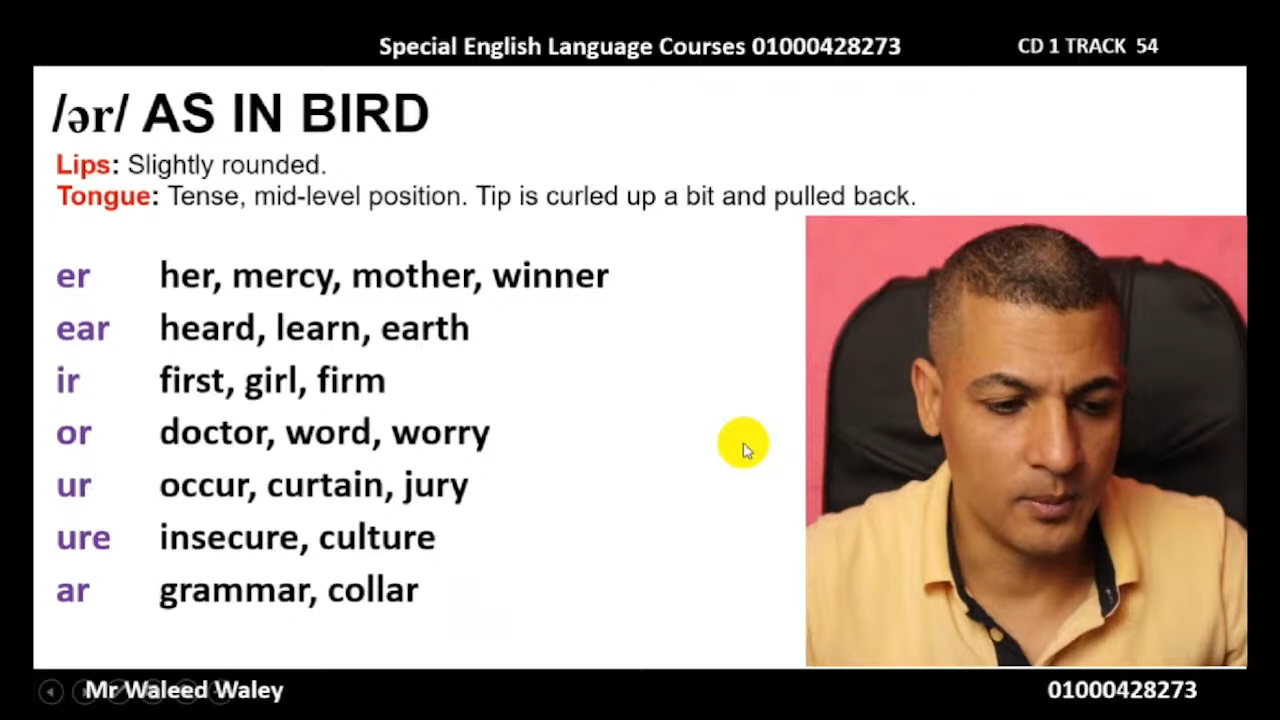 Special English Language Courses 01000428273
CD 1 TRACK 54
/ər/ AS IN BIRD
Lips: Slightly rounded.
Tongue: Tense, mid-level position. Tip is curled up a bit and pulled back.
er her, mercy, mother, winner
ear heard, learn, earth
ir first, girl, firm
or doctor, word, worry
ur occur, curtain, jury
ure insecure, culture
ar grammar, collar
Mr Waleed Waley
01000428273